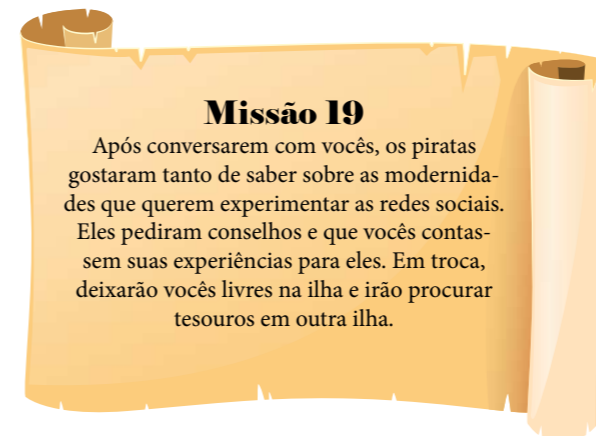 Missão 19
Após conversarem com vocês, os piratas
gostaram tanto de saber sobre as modernida-
des que querem experimentar as redes sociais.
Eles pediram conselhos e que vocês contas-
sem suas experiências para eles. Em troca,
deixarão vocês livres na ilha e irão procurar
tesouros em outra ilha.